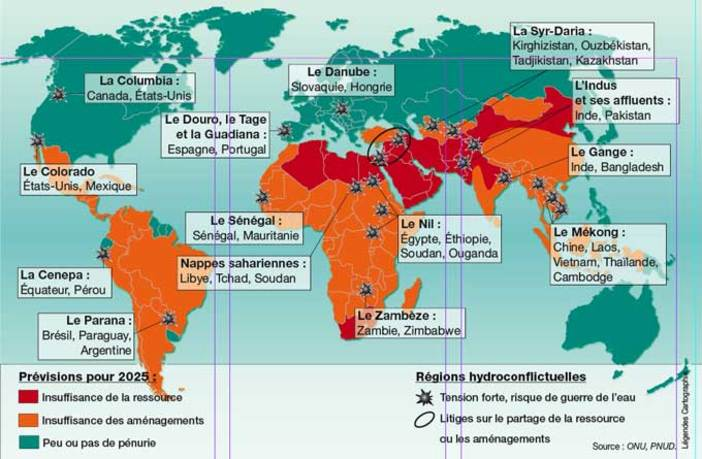 La Syr-Daria :
Kirghizistan, Ouzbékistan,
Tadjikistan, Kazakhstan
La Columbia :
Canada, États-Unis
Le Danube :
Slovaquie, Hongrie
L'Indus
et ses affluents :
Inde, Pakistan
Le Douro, le Tage
et la Guadiana :
Espagne, Portugal
Le Gange :
Inde, Bangladesh
Le Colorado
États-Unis, Mexique
Le Sénégal :
Sénégal, Mauritanie
Le Nil :
Égypte, Éthiopie,
Soudan, Ouganda
Le Mékong :
Chine, Laos,
Vietnam, Thaïlande,
Cambodge
Nappes sahariennes :
Libye, Tchad, Soudan
La Cenepa :
Équateur, Pérou
Le Parana :
Brésil, Paraguay,
Argentine
Le Zambèze :
Zambie, Zimbabwe
Prévisions pour 2025 :
Insuffisance de la ressource
Insuffisance des aménagements
Peu ou pas de pénurie
Régions hydroconflictuelles
Tension forte, risque de guerre de l'eau
Litiges sur le partage de la ressource
ou les aménagements
Source : ONU, PNUD.
Légendes Cartographie